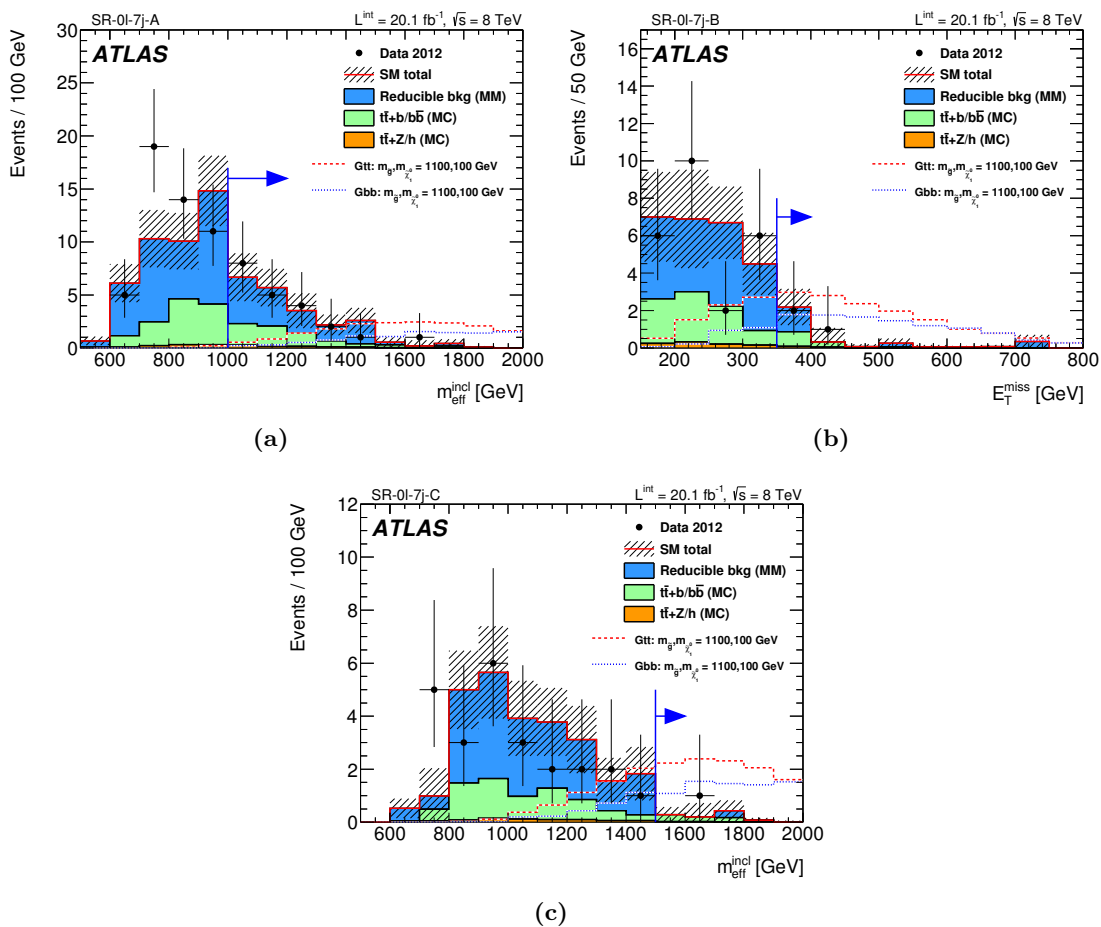 SR-0l-7j-A
L^int = 20.1 fb⁻¹, √s = 8 TeV
Events / 100 GeV
30
25
20
15
10
5
0
ATLAS
Data 2012
SM total
Reducible bkg (MM)
tt̄+b/bb̄ (MC)
tt̄+Z/h (MC)
Gtt: m_g̃,m_χ̃₁⁰ = 1100,100 GeV
Gbb: m_g̃,m_χ̃₁⁰ = 1100,100 GeV
600 800 1000 1200 1400 1600 1800 2000
m_eff^incl [GeV]
(a)
SR-0l-7j-B
L^int = 20.1 fb⁻¹, √s = 8 TeV
Events / 50 GeV
16
14
12
10
8
6
4
2
0
ATLAS
Data 2012
SM total
Reducible bkg (MM)
tt̄+b/bb̄ (MC)
tt̄+Z/h (MC)
Gtt: m_g̃,m_χ̃₁⁰ = 1100,100 GeV
Gbb: m_g̃,m_χ̃₁⁰ = 1100,100 GeV
200 300 400 500 600 700 800
E_T^miss [GeV]
(b)
SR-0l-7j-C
L^int = 20.1 fb⁻¹, √s = 8 TeV
Events / 100 GeV
12
10
8
6
4
2
0
ATLAS
Data 2012
SM total
Reducible bkg (MM)
tt̄+b/bb̄ (MC)
tt̄+Z/h (MC)
Gtt: m_g̃,m_χ̃₁⁰ = 1100,100 GeV
Gbb: m_g̃,m_χ̃₁⁰ = 1100,100 GeV
600 800 1000 1200 1400 1600 1800 2000
m_eff^incl [GeV]
(c)